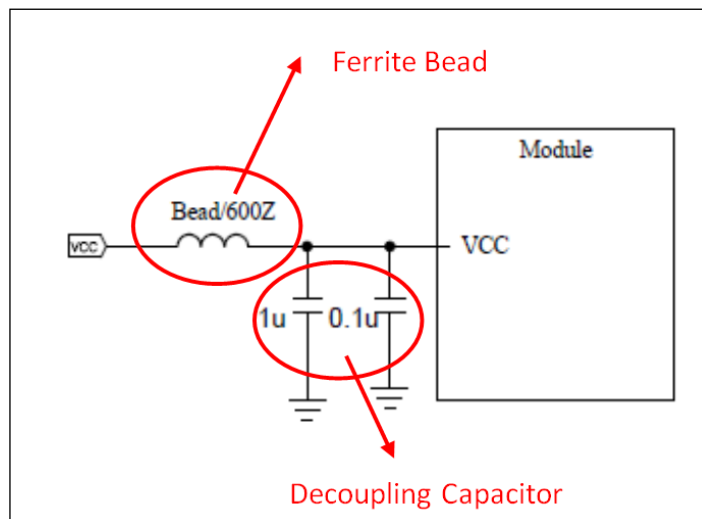 Ferrite Bead
Module
Bead/600Z
VCC
VCC
1u
0.1u
Decoupling Capacitor